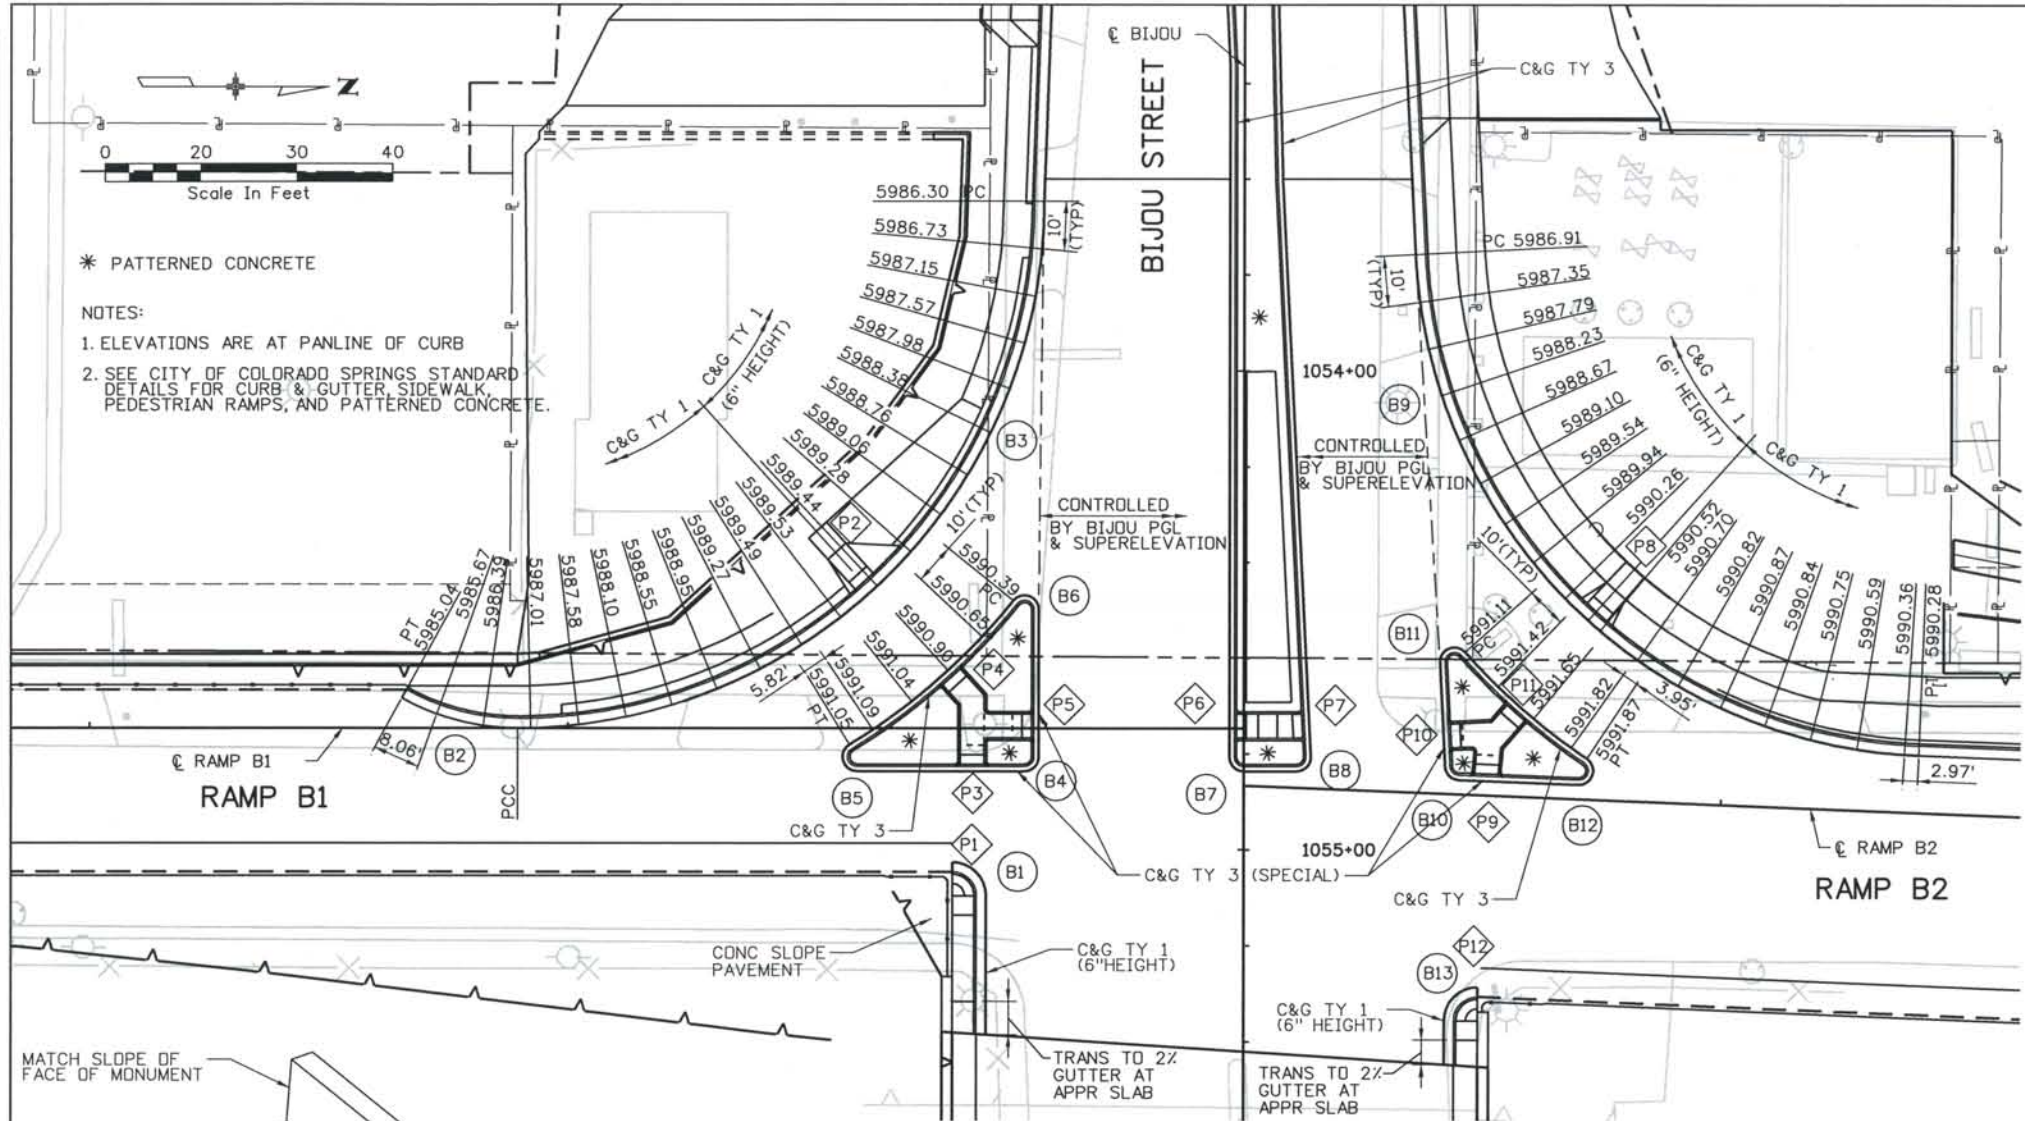 N
0 20 30 40
Scale In Feet
* PATTERNED CONCRETE
NOTES:
1. ELEVATIONS ARE AT PANLINE OF CURB
2. SEE CITY OF COLORADO SPRINGS STANDARD
DETAILS FOR CURB & GUTTER, SIDEWALK,
PEDESTRIAN RAMPS, AND PATTERNED CONCRETE.
℄ BIJOU
BIJOU STREET
C&G TY 3
5986.30 PC
5986.73
5987.15
5987.57
5987.98
5988.38
5988.76
5989.06
5989.28
5989.44
5989.53
5989.49
5989.27
5988.95
5988.55
5988.10
5987.58
5987.01
5986.39
5985.67
5985.04
PT
10'
(TYP)
C&G TY 1
(6" HEIGHT)
C&G TY 1
P2
B3
10'(TYP)
CONTROLLED
BY BIJOU PGL
& SUPERELEVATION
5990.39
PC
5990.65
5990.90
5991.04
5991.09
5991.05
PT
5.82'
B6
P4
P5
P6
P7
B5
P3
B4
B7
B8
C&G TY 3
8.06'
B2
PCC
℄ RAMP B1
RAMP B1
P1
B1
C&G TY 3 (SPECIAL)
CONC SLOPE
PAVEMENT
C&G TY 1
(6"HEIGHT)
TRANS TO 2%
GUTTER AT
APPR SLAB
MATCH SLOPE OF
FACE OF MONUMENT
1054+00
1055+00
PC 5986.91
5987.35
5987.79
5988.23
5988.67
5989.10
5989.54
5989.94
5990.26
5990.52
5990.70
5990.82
5990.87
5990.84
5990.75
5990.59
5990.36
5990.28
PT
10'
(TYP)
B9
CONTROLLED
BY BIJOU PGL
& SUPERELEVATION
C&G TY 1
(6" HEIGHT)
C&G TY 1
P8
10'(TYP)
B11
5991.11
PC
5991.42
P11
5991.65
5991.82
5991.87
PT
3.95'
2.97'
P10
B10
P9
B12
C&G TY 3
℄ RAMP B2
RAMP B2
P12
B13
C&G TY 1
(6" HEIGHT)
TRANS TO 2%
GUTTER AT
APPR SLAB